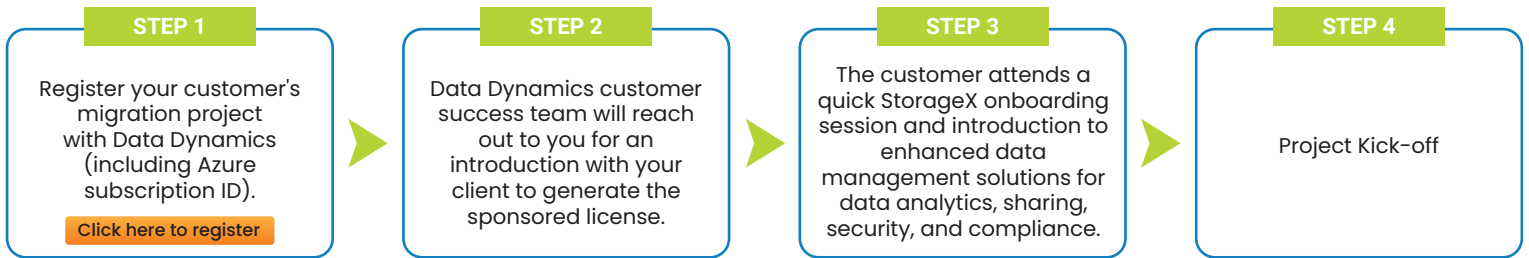 STEP 1
Register your customer's
migration project
with Data Dynamics
(including Azure
subscription ID).
Click here to register
STEP 2
Data Dynamics customer
success team will reach
out to you for an
introduction with your
client to generate the
sponsored license.
STEP 3
The customer attends a
quick StorageX onboarding
session and introduction to
enhanced data
management solutions for
data analytics, sharing,
security, and compliance.
STEP 4
Project Kick-off